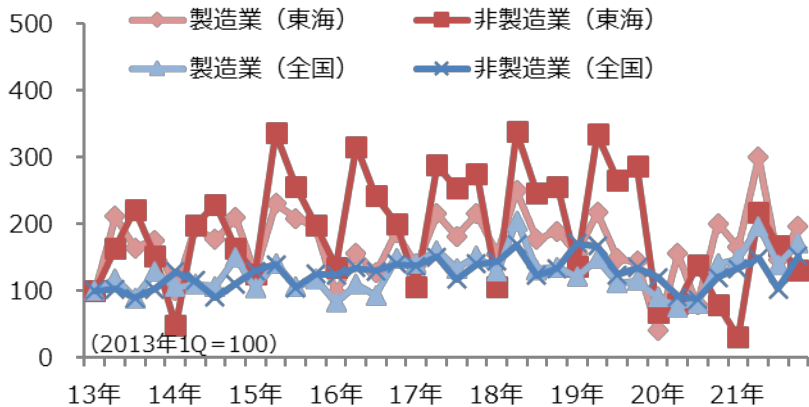 500
400
300
200
100
0
製造業（東海）
非製造業（東海）
製造業（全国）
非製造業（全国）
（2013年1Q＝100）
13年 14年 15年 16年 17年 18年 19年 20年 21年